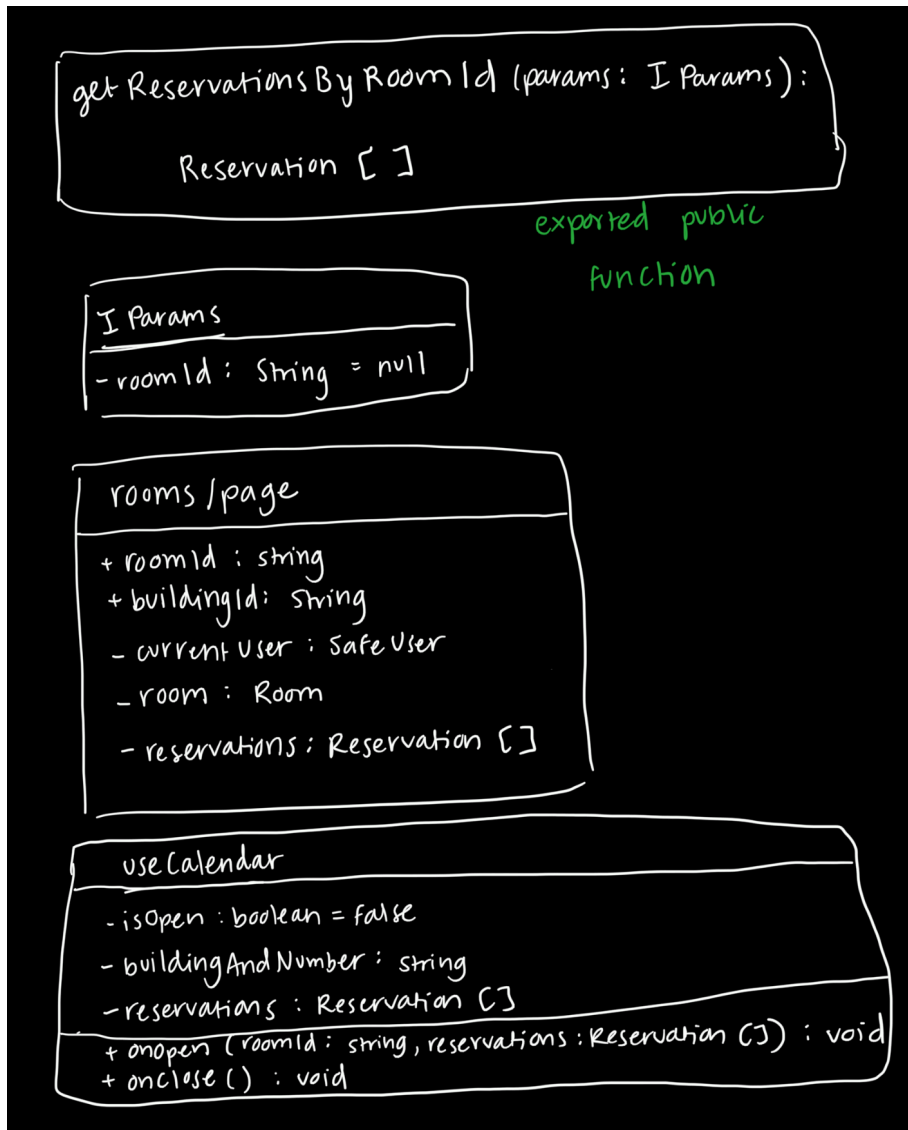 getReservationsByRoomId (params: IParams):
Reservation []
exported public
function
IParams
- roomId: String = null
rooms/page
+ roomId : string
+ buildingId: String
- currentUser : SafeUser
- room : Room
- reservations: Reservation []
useCalendar
- isOpen : boolean = false
- buildingAndNumber: string
- reservations : Reservation []
+ onopen (roomId: string, reservations: Reservation []) : void
+ onclose() : void